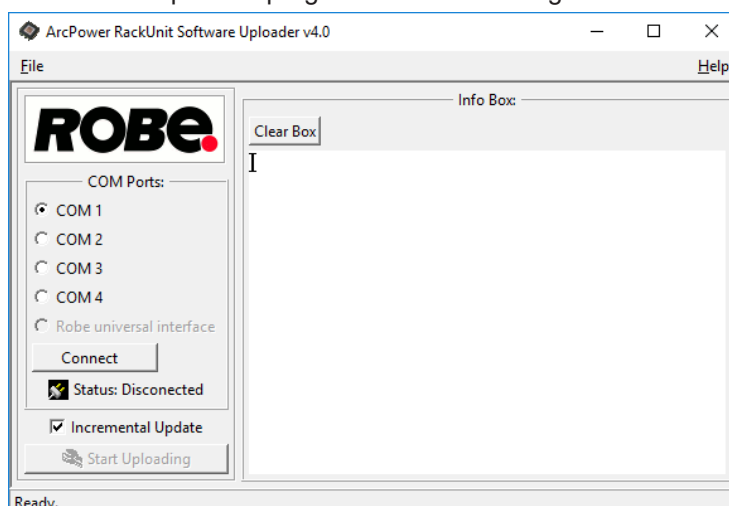 ArcPower RackUnit Software Uploader v4.0
File Help
ROBE
Info Box:
Clear Box
COM Ports:
COM 1
COM 2
COM 3
COM 4
Robe universal interface
Connect
Status: Disconected
Incremental Update
Start Uploading
Ready.